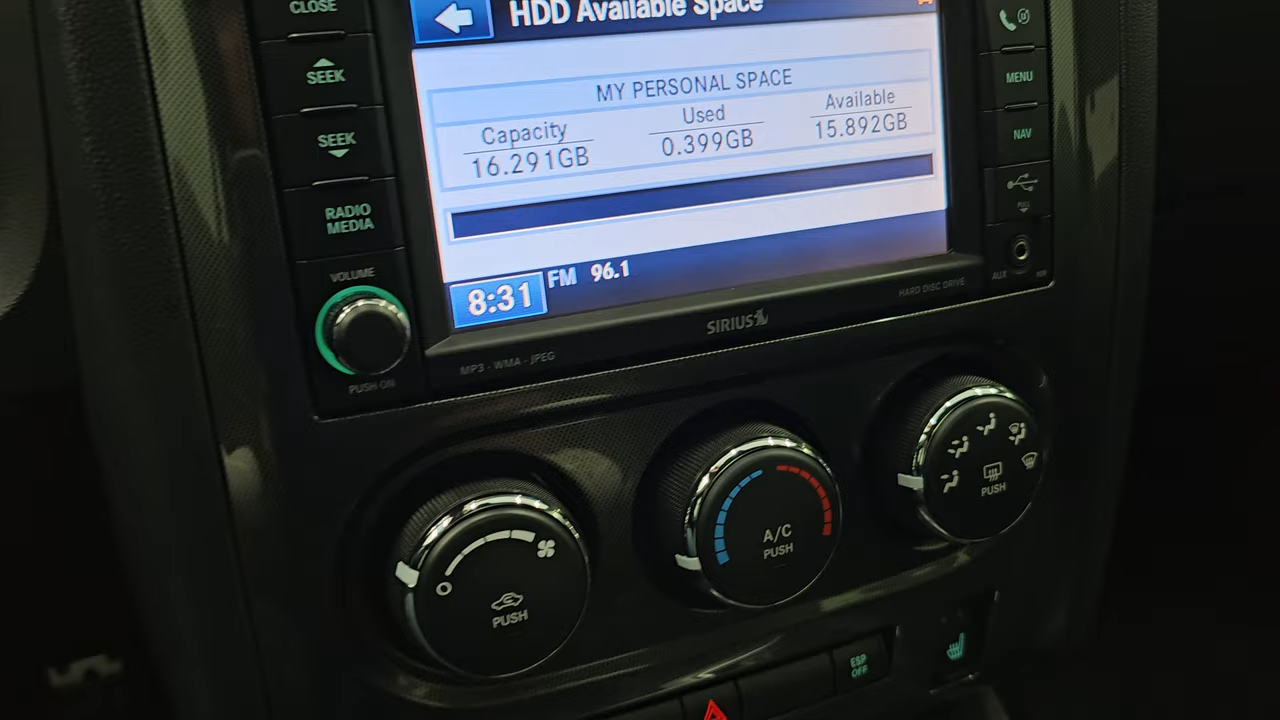 CLOSE
SEEK
SEEK
RADIO
MEDIA
VOLUME
PUSH ON
HDD Available Space
MY PERSONAL SPACE
Capacity
Used
Available
16.291GB
0.399GB
15.892GB
8:31
FM 96.1
SIRIUS
MP3 - WMA - JPEG
HARD DISC DRIVE
MENU
NAV
PULL
AUX
PUSH
A/C
PUSH
PUSH
ESP
OFF